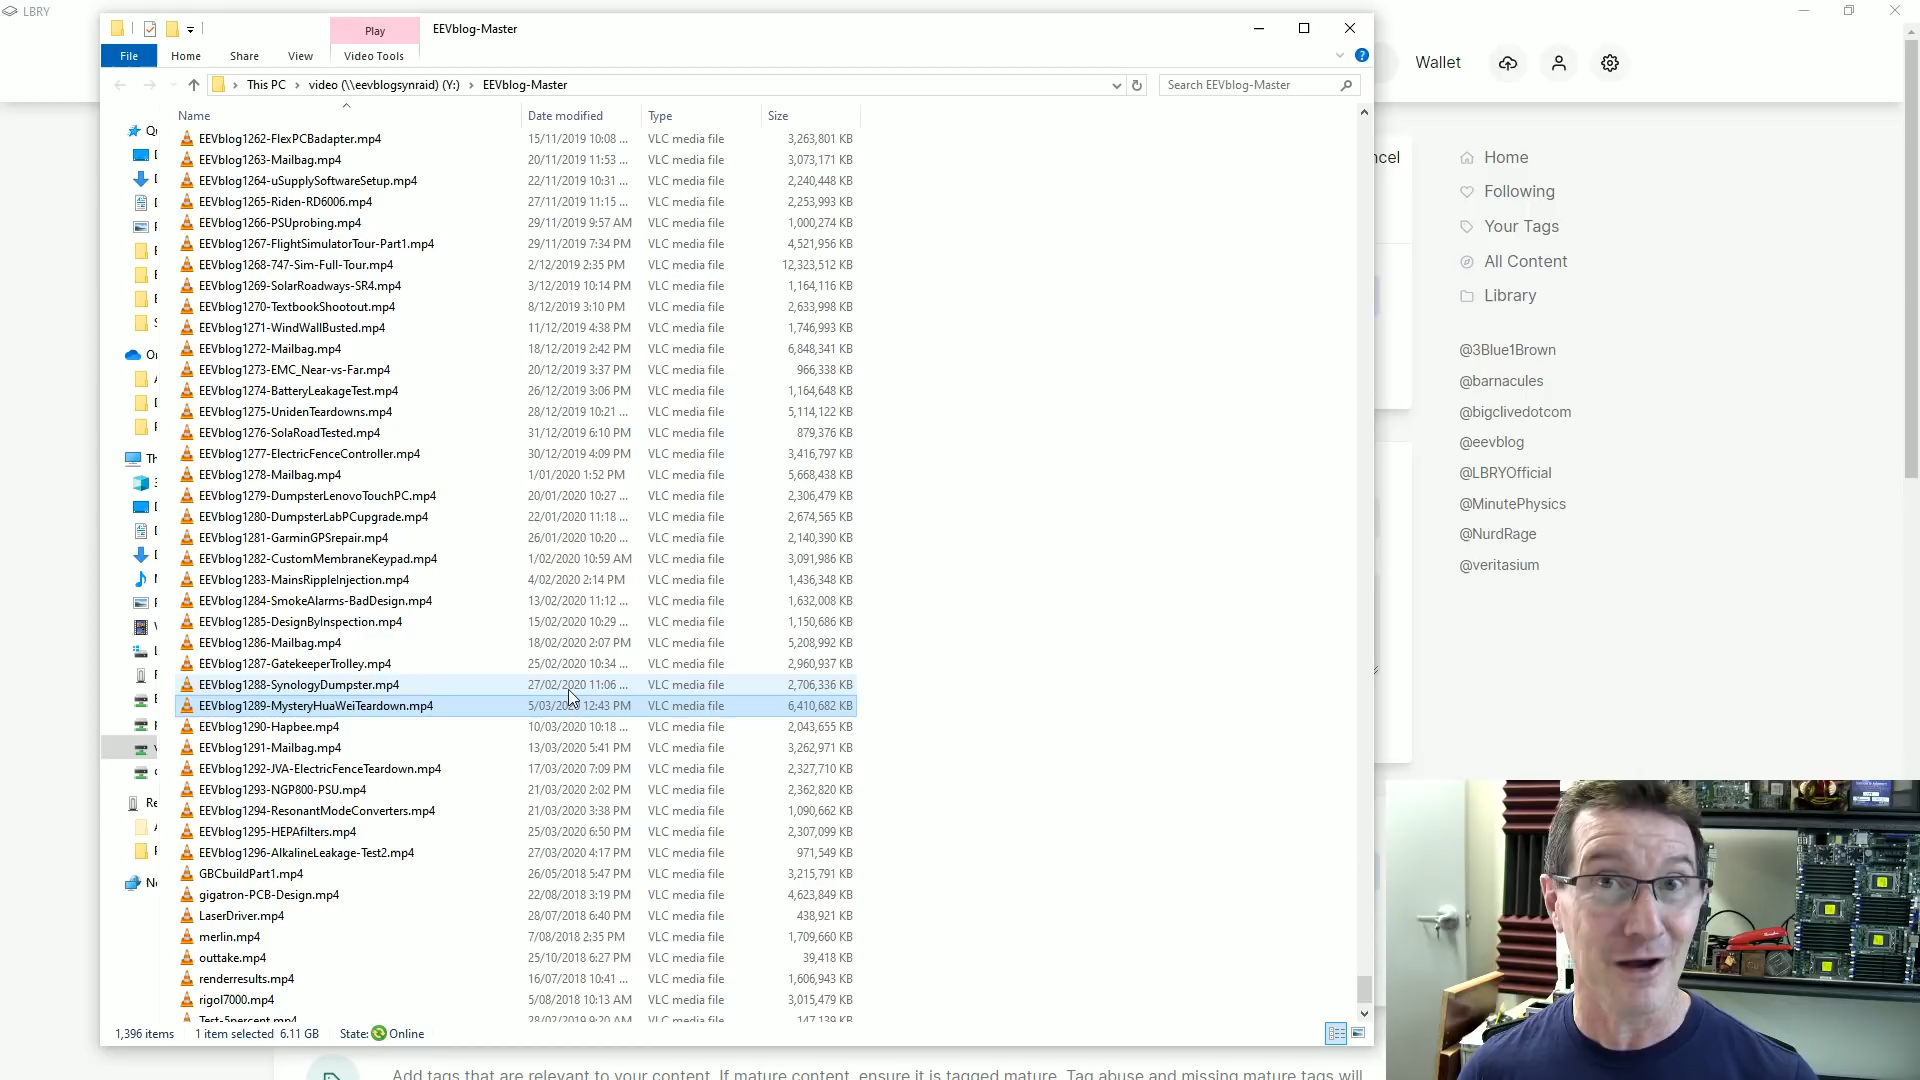 LBRY
Play
EEVblog-Master
File
Home
Share
View
Video Tools
Wallet
This PC > video (\\eevblogsynraid) (Y:) > EEVblog-Master
Search EEVblog-Master
Name
Date modified
Type
Size
EEVblog1262-FlexPCBadapter.mp4 15/11/2019 10:08 ... VLC media file 3,263,801 KB
EEVblog1263-Mailbag.mp4 20/11/2019 11:53 ... VLC media file 3,073,171 KB
EEVblog1264-uSupplySoftwareSetup.mp4 22/11/2019 10:31 ... VLC media file 2,240,448 KB
EEVblog1265-Riden-RD6006.mp4 27/11/2019 11:15 ... VLC media file 2,253,993 KB
EEVblog1266-PSUprobing.mp4 29/11/2019 9:57 AM VLC media file 1,000,274 KB
EEVblog1267-FlightSimulatorTour-Part1.mp4 29/11/2019 7:34 PM VLC media file 4,521,956 KB
EEVblog1268-747-Sim-Full-Tour.mp4 2/12/2019 2:35 PM VLC media file 12,323,512 KB
EEVblog1269-SolarRoadways-SR4.mp4 3/12/2019 10:14 PM VLC media file 1,164,116 KB
EEVblog1270-TextbookShootout.mp4 8/12/2019 3:10 PM VLC media file 2,633,998 KB
EEVblog1271-WindWallBusted.mp4 11/12/2019 4:38 PM VLC media file 1,746,993 KB
EEVblog1272-Mailbag.mp4 18/12/2019 2:42 PM VLC media file 6,848,341 KB
EEVblog1273-EMC_Near-vs-Far.mp4 20/12/2019 3:37 PM VLC media file 966,338 KB
EEVblog1274-BatteryLeakageTest.mp4 26/12/2019 3:06 PM VLC media file 1,164,648 KB
EEVblog1275-UnidenTeardowns.mp4 28/12/2019 10:21 ... VLC media file 5,114,122 KB
EEVblog1276-SolaRoadTested.mp4 31/12/2019 6:10 PM VLC media file 879,376 KB
EEVblog1277-ElectricFenceController.mp4 30/12/2019 4:09 PM VLC media file 3,416,797 KB
EEVblog1278-Mailbag.mp4 1/01/2020 1:52 PM VLC media file 5,668,438 KB
EEVblog1279-DumpsterLenovoTouchPC.mp4 20/01/2020 10:27 ... VLC media file 2,306,479 KB
EEVblog1280-DumpsterLabPCupgrade.mp4 22/01/2020 11:18 ... VLC media file 2,674,565 KB
EEVblog1281-GarminGPSrepair.mp4 26/01/2020 10:20 ... VLC media file 2,140,390 KB
EEVblog1282-CustomMembraneKeypad.mp4 1/02/2020 10:59 AM VLC media file 3,091,986 KB
EEVblog1283-MainsRippleInjection.mp4 4/02/2020 2:14 PM VLC media file 1,436,348 KB
EEVblog1284-SmokeAlarms-BadDesign.mp4 13/02/2020 11:12 ... VLC media file 1,632,008 KB
EEVblog1285-DesignByInspection.mp4 15/02/2020 10:29 ... VLC media file 1,150,686 KB
EEVblog1286-Mailbag.mp4 18/02/2020 2:07 PM VLC media file 5,208,992 KB
EEVblog1287-GatekeeperTrolley.mp4 25/02/2020 10:34 ... VLC media file 2,960,937 KB
EEVblog1288-SynologyDumpster.mp4 27/02/2020 11:06 ... VLC media file 2,706,336 KB
EEVblog1289-MysteryHuaWeiTeardown.mp4 5/03/2020 12:43 PM VLC media file 6,410,682 KB
EEVblog1290-Hapbee.mp4 10/03/2020 10:18 ... VLC media file 2,043,655 KB
EEVblog1291-Mailbag.mp4 13/03/2020 5:41 PM VLC media file 3,262,971 KB
EEVblog1292-JVA-ElectricFenceTeardown.mp4 17/03/2020 7:09 PM VLC media file 2,327,710 KB
EEVblog1293-NGP800-PSU.mp4 21/03/2020 2:02 PM VLC media file 2,362,820 KB
EEVblog1294-ResonantModeConverters.mp4 21/03/2020 3:38 PM VLC media file 1,090,662 KB
EEVblog1295-HEPAfilters.mp4 25/03/2020 6:50 PM VLC media file 2,307,099 KB
EEVblog1296-AlkalineLeakage-Test2.mp4 27/03/2020 4:17 PM VLC media file 971,549 KB
GBCbuildPart1.mp4 26/05/2018 5:47 PM VLC media file 3,215,791 KB
gigatron-PCB-Design.mp4 22/08/2018 3:19 PM VLC media file 4,623,849 KB
LaserDriver.mp4 28/07/2018 6:40 PM VLC media file 438,921 KB
merlin.mp4 7/08/2018 2:35 PM VLC media file 1,709,660 KB
outtake.mp4 25/10/2018 6:27 PM VLC media file 39,418 KB
renderresults.mp4 16/07/2018 10:41 ... VLC media file 1,606,943 KB
rigol7000.mp4 5/08/2018 10:13 AM VLC media file 3,015,479 KB
Test-5percent.mp4 28/02/2019 9:20 AM VLC media file 147,139 KB
1,396 items 1 item selected 6.11 GB State: Online
ncel
Home
Following
Your Tags
All Content
Library
@3Blue1Brown
@barnacules
@bigclivedotcom
@eevblog
@LBRYOfficial
@MinutePhysics
@NurdRage
@veritasium
Add tags that are relevant to your content. If mature content, ensure it is tagged mature. Tag abuse and missing mature tags will